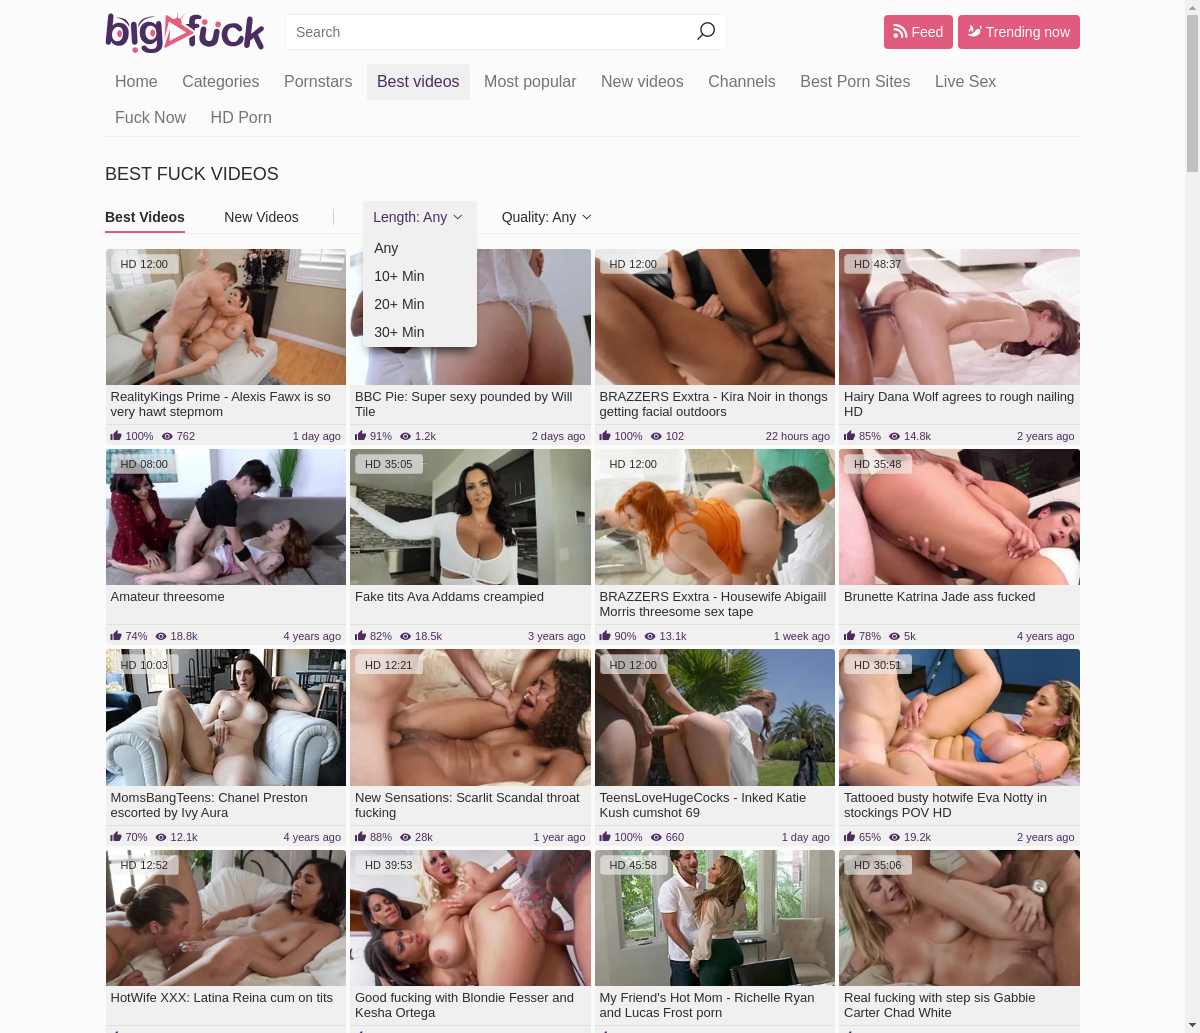 bigfuck
Search
Feed
Trending now
Home Categories Pornstars Best videos Most popular New videos Channels Best Porn Sites Live Sex
Fuck Now HD Porn
BEST FUCK VIDEOS
Best Videos New Videos Length: Any Quality: Any
Any
10+ Min
20+ Min
30+ Min
HD 12:00
RealityKings Prime - Alexis Fawx is so
very hawt stepmom
100% 762 1 day ago
BBC Pie: Super sexy pounded by Will
Tile
91% 1.2k 2 days ago
HD 12:00
BRAZZERS Exxtra - Kira Noir in thongs
getting facial outdoors
100% 102 22 hours ago
HD 48:37
Hairy Dana Wolf agrees to rough nailing
HD
85% 14.8k 2 years ago
HD 08:00
Amateur threesome
74% 18.8k 4 years ago
HD 35:05
Fake tits Ava Addams creampied
82% 18.5k 3 years ago
HD 12:00
BRAZZERS Exxtra - Housewife Abigaiil
Morris threesome sex tape
90% 13.1k 1 week ago
HD 35:48
Brunette Katrina Jade ass fucked
78% 5k 4 years ago
HD 10:03
MomsBangTeens: Chanel Preston
escorted by Ivy Aura
70% 12.1k 4 years ago
HD 12:21
New Sensations: Scarlit Scandal throat
fucking
88% 28k 1 year ago
HD 12:00
TeensLoveHugeCocks - Inked Katie
Kush cumshot 69
100% 660 1 day ago
HD 30:51
Tattooed busty hotwife Eva Notty in
stockings POV HD
65% 19.2k 2 years ago
HD 12:52
HotWife XXX: Latina Reina cum on tits
HD 39:53
Good fucking with Blondie Fesser and
Kesha Ortega
HD 45:58
My Friend's Hot Mom - Richelle Ryan
and Lucas Frost porn
HD 35:06
Real fucking with step sis Gabbie
Carter Chad White